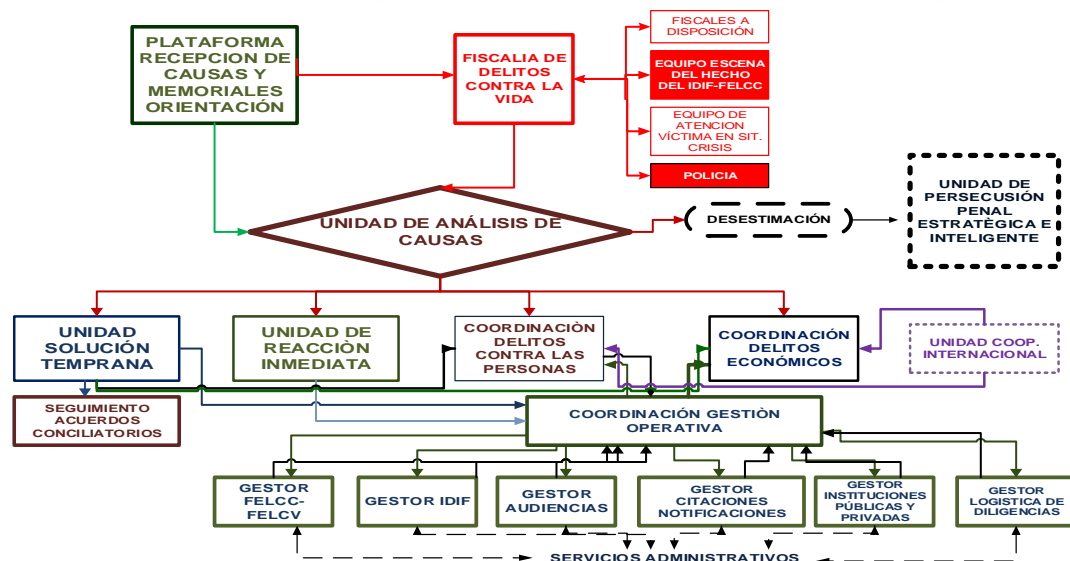 PLATAFORMA
RECEPCION DE
CAUSAS Y
MEMORIALES
ORIENTACIÓN
FISCALIA DE
DELITOS
CONTRA LA
VIDA
FISCALES A
DISPOSICIÓN
EQUIPO ESCENA
DEL HECHO
DEL IDIF-FELCC
EQUIPO DE
ATENCION
VÍCTIMA EN SIT.
CRISIS
POLICIA
UNIDAD DE ANÁLISIS DE
CAUSAS
DESESTIMACIÓN
UNIDAD DE
PERSECUSIÓN
PENAL
ESTRATÈGICA E
INTELIGENTE
UNIDAD
SOLUCIÓN
TEMPRANA
UNIDAD DE
REACCIÒN
INMEDIATA
COORDINACIÒN
DELITOS
CONTRA LAS
PERSONAS
COORDINACIÓN
DELITOS
ECONÓMICOS
UNIDAD COOP.
INTERNACIONAL
SEGUIMIENTO
ACUERDOS
CONCILIATORIOS
COORDINACIÓN GESTIÒN
OPERATIVA
GESTOR
FELCC-
FELCV
GESTOR IDIF
GESTOR
AUDIENCIAS
GESTOR
CITACIONES
NOTIFICACIONES
GESTOR
INSTITUCIONES
PÚBLICAS Y
PRIVADAS
GESTOR
LOGISTICA DE
DILIGENCIAS
SERVICIOS ADMINISTRATIVOS